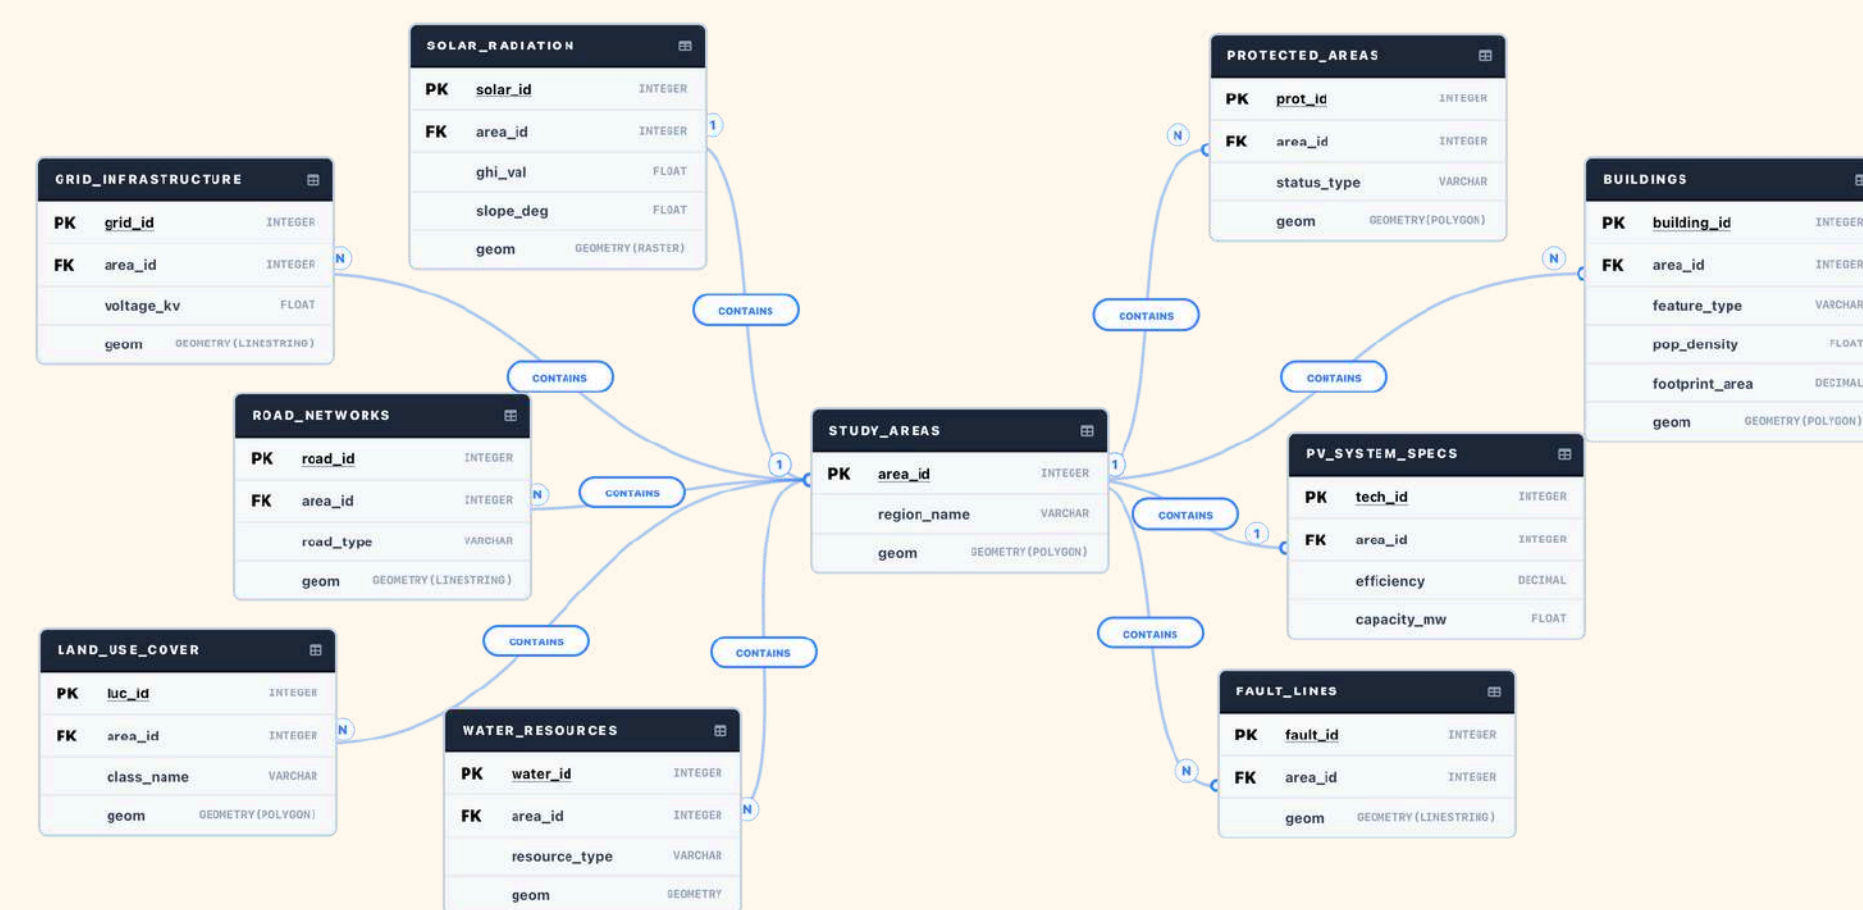 SOLAR_RADIATION
PK solar_id INTEGER
FK area_id INTEGER
ghi_val FLOAT
slope_deg FLOAT
geom GEOMETRY(RASTER)
1
PROTECTED_AREAS
PK prot_id INTEGER
FK area_id INTEGER
status_type VARCHAR
geom GEOMETRY(POLYGON)
N
GRID_INFRASTRUCTURE
PK grid_id INTEGER
FK area_id INTEGER
voltage_kv FLOAT
geom GEOMETRY(LINESTRING)
N
BUILDINGS
PK building_id INTEGER
FK area_id INTEGER
feature_type VARCHAR
pop_density FLOAT
footprint_area DECIMAL
geom GEOMETRY(POLYGON)
N
CONTAINS
CONTAINS
CONTAINS
CONTAINS
ROAD_NETWORKS
PK road_id INTEGER
FK area_id INTEGER
road_type VARCHAR
geom GEOMETRY(LINESTRING)
N
CONTAINS
1
STUDY_AREAS
PK area_id INTEGER
region_name VARCHAR
geom GEOMETRY(POLYGON)
1
CONTAINS
1
PV_SYSTEM_SPECS
PK tech_id INTEGER
FK area_id INTEGER
efficiency DECIMAL
capacity_mw FLOAT
CONTAINS
CONTAINS
CONTAINS
LAND_USE_COVER
PK luc_id INTEGER
FK area_id INTEGER
class_name VARCHAR
geom GEOMETRY(POLYGON)
N
WATER_RESOURCES
PK water_id INTEGER
FK area_id INTEGER
resource_type VARCHAR
geom GEOMETRY
N
FAULT_LINES
PK fault_id INTEGER
FK area_id INTEGER
geom GEOMETRY(LINESTRING)
N